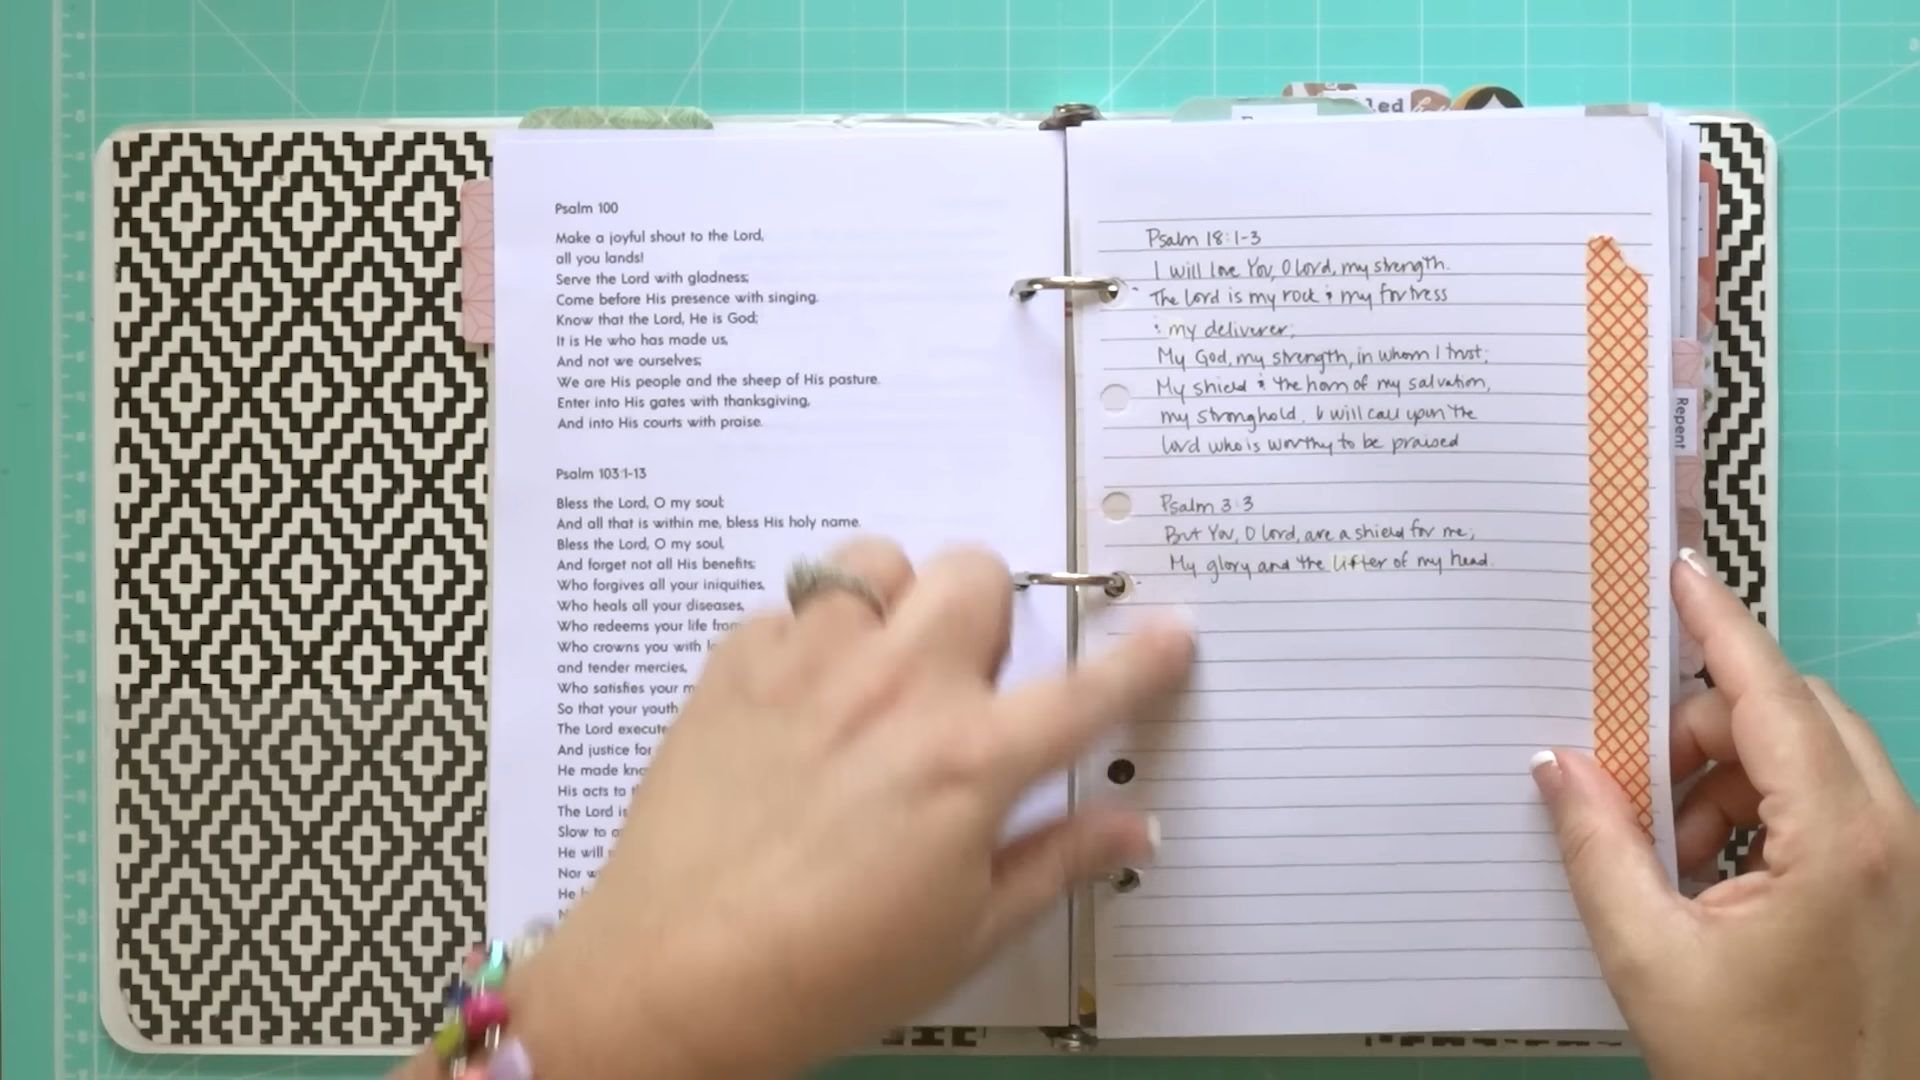 Psalm 100
Make a joyful shout to the Lord,
all you lands!
Serve the Lord with gladness;
Come before His presence with singing.
Know that the Lord, He is God;
It is He who has made us,
And not we ourselves;
We are His people and the sheep of His pasture.
Enter into His gates with thanksgiving,
And into His courts with praise.
Psalm 103:1-13
Bless the Lord, O my soul;
And all that is within me, bless His holy name.
Bless the Lord, O my soul,
And forget not all His benefits:
Who forgives all your iniquities,
Who heals all your diseases,
Who redeems your life from
Who crowns you with
and tender mercies,
Who satisfies your
So that your youth
The Lord
And justice for
He made
His acts to
The Lord is
Slow to
He will
Nor
He
Psalm 18:1-3
I will love You, O Lord, my strength.
The Lord is my rock & my fortress
& my deliverer;
My God, my strength, in whom I trust;
My shield & the horn of my salvation,
my stronghold. I will call upon the
Lord who is worthy to be praised
Psalm 3:3
But You, O Lord, are a shield for me;
My glory and the lifter of my head.
Repent